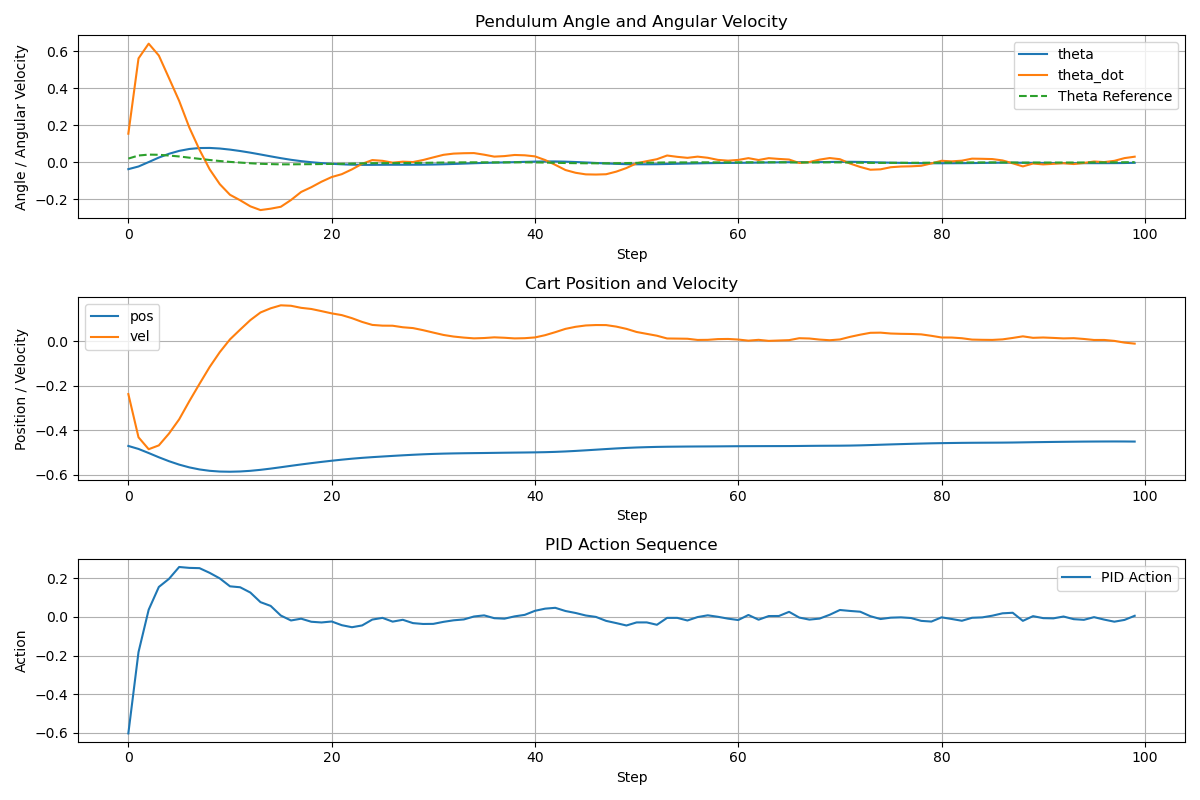 Pendulum Angle and Angular Velocity
Angle / Angular Velocity
0.6
0.4
0.2
0.0
−0.2
theta
theta_dot
Theta Reference
0 20 40 60 80 100
Step
Cart Position and Velocity
Position / Velocity
0.0
−0.2
−0.4
−0.6
pos
vel
0 20 40 60 80 100
Step
PID Action Sequence
Action
0.2
0.0
−0.2
−0.4
−0.6
PID Action
0 20 40 60 80 100
Step